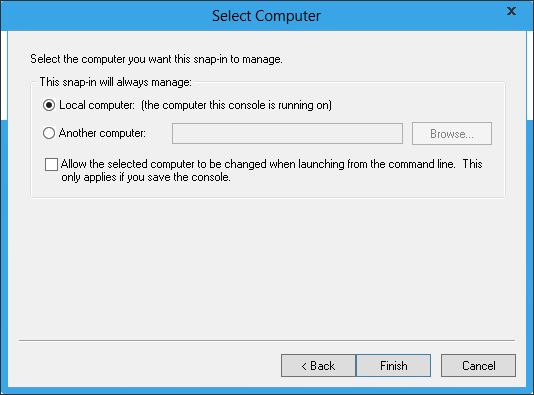 Select Computer
x
Select the computer you want this snap-in to manage.
This snap-in will always manage:
Local computer: (the computer this console is running on)
Another computer:
Browse...
Allow the selected computer to be changed when launching from the command line. This
only applies if you save the console.
< Back
Finish
Cancel